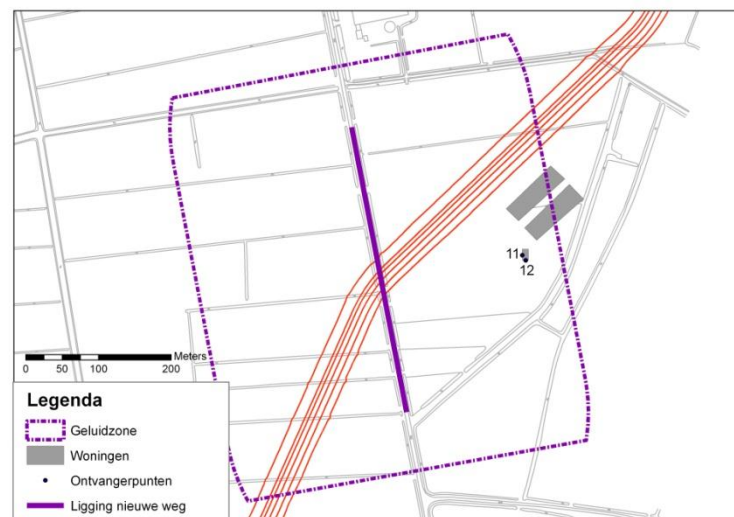 11
12
Meters
0 50 100 200
Legenda
Geluidzone
Woningen
Ontvangerpunten
Ligging nieuwe weg